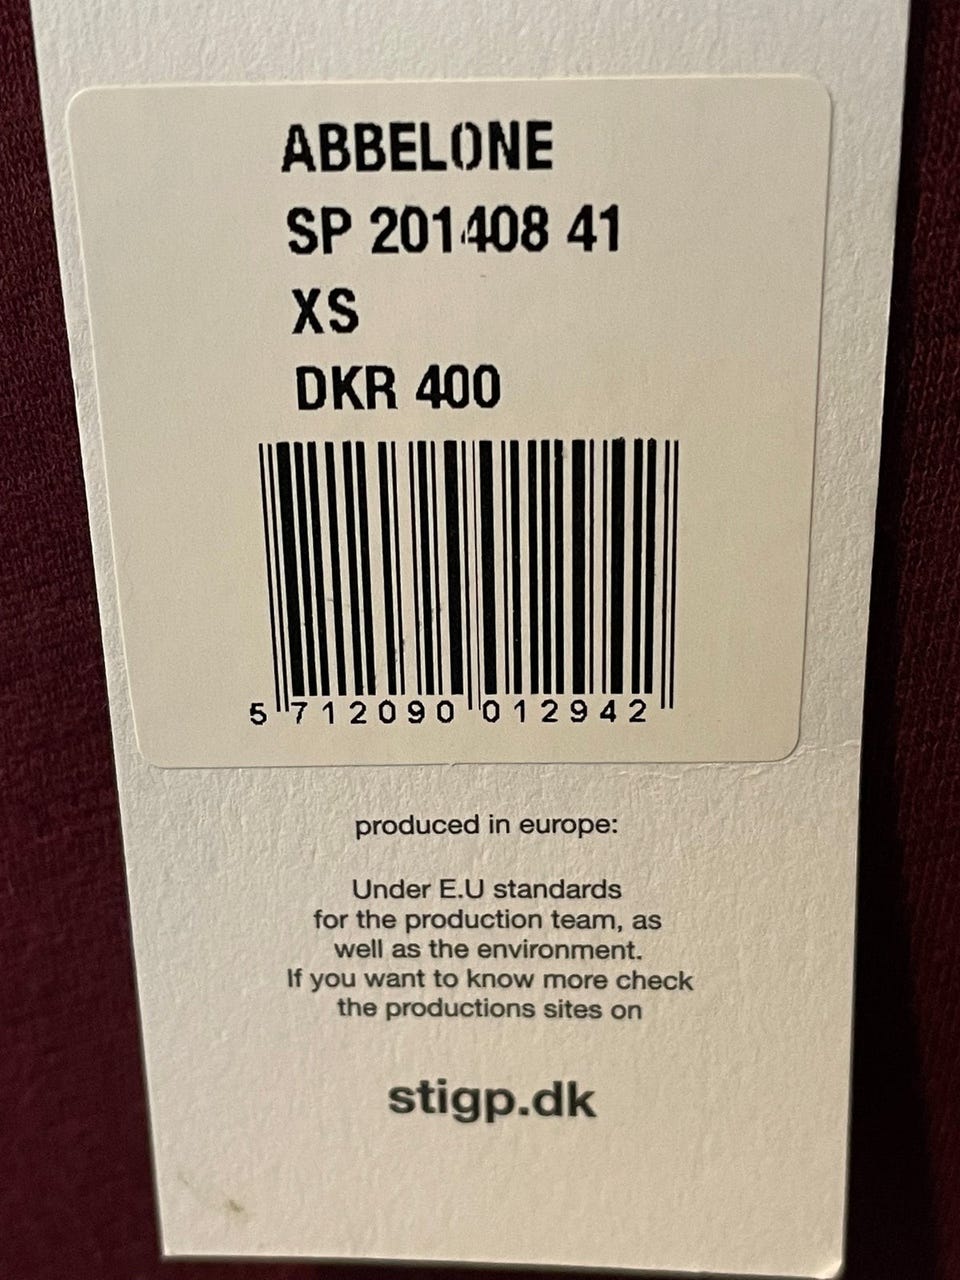 ABBELONE
SP 201408 41
XS
DKR 400
5 712090 012942
produced in europe:
Under E.U standards
for the production team, as
well as the environment.
If you want to know more check
the productions sites on
stigp.dk